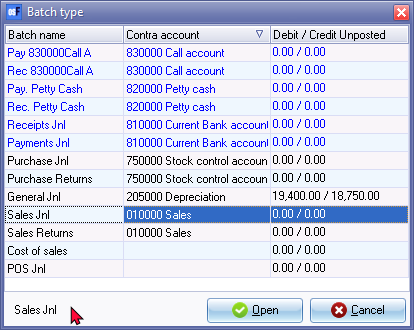 Batch type
Batch name Contra account Debit / Credit Unposted
Pay 830000Call A 830000 Call account 0.00 / 0.00
Rec 830000Call A 830000 Call account 0.00 / 0.00
Pay. Petty Cash 820000 Petty cash 0.00 / 0.00
Rec. Petty Cash 820000 Petty cash 0.00 / 0.00
Receipts Jnl 810000 Current Bank accoun 0.00 / 0.00
Payments Jnl 810000 Current Bank accoun 0.00 / 0.00
Purchase Jnl 750000 Stock control accoun 0.00 / 0.00
Purchase Returns 750000 Stock control accoun 0.00 / 0.00
General Jnl 205000 Depreciation 19,400.00 / 18,750.00
Sales Jnl 010000 Sales 0.00 / 0.00
Sales Returns 010000 Sales 0.00 / 0.00
Cost of sales 0.00 / 0.00
POS Jnl 0.00 / 0.00
Sales Jnl Open Cancel